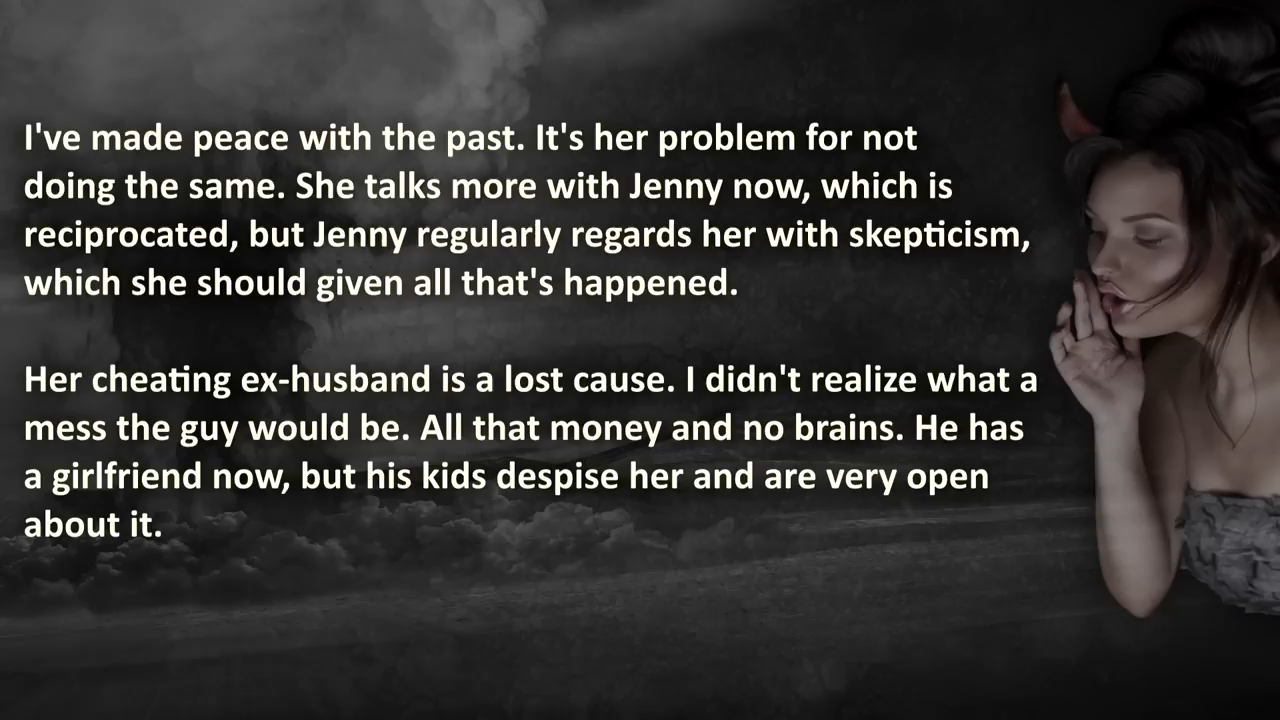 I've made peace with the past. It's her problem for not
doing the same. She talks more with Jenny now, which is
reciprocated, but Jenny regularly regards her with skepticism,
which she should given all that's happened.
Her cheating ex-husband is a lost cause. I didn't realize what a
mess the guy would be. All that money and no brains. He has
a girlfriend now, but his kids despise her and are very open
about it.